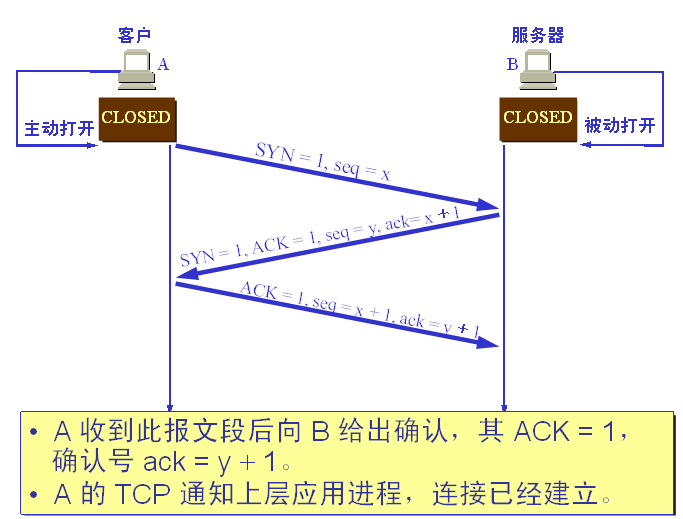 客户
服务器
A
B
CLOSED
CLOSED
主动打开
被动打开
SYN = 1, seq = x
SYN = 1, ACK = 1, seq = y, ack= x + 1
ACK = 1, seq = x + 1, ack = y + 1
• A 收到此报文段后向 B 给出确认，其 ACK = 1，
确认号 ack = y + 1。
• A 的 TCP 通知上层应用进程，连接已经建立。